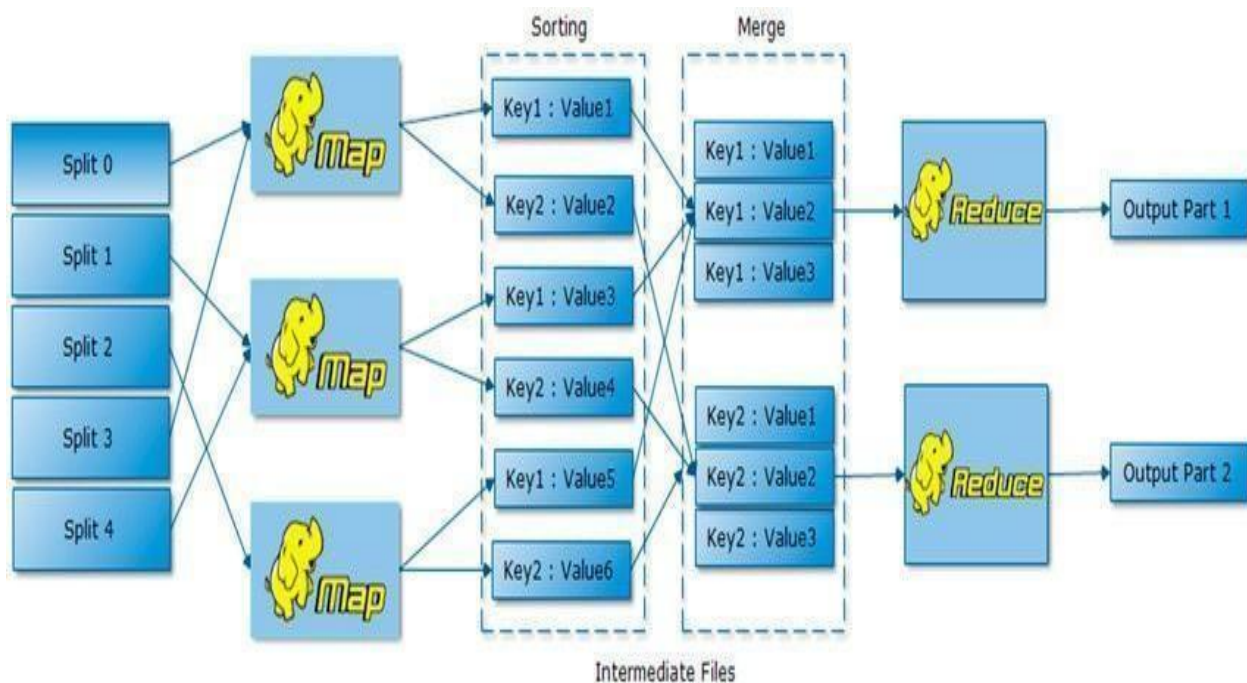 Sorting
Merge
Split 0
Split 1
Split 2
Split 3
Split 4
Map
Map
Map
Key1 : Value1
Key2 : Value2
Key1 : Value3
Key2 : Value4
Key1 : Value5
Key2 : Value6
Key1 : Value1
Key1 : Value2
Key1 : Value3
Key2 : Value1
Key2 : Value2
Key2 : Value3
Reduce
Reduce
Output Part 1
Output Part 2
Intermediate Files